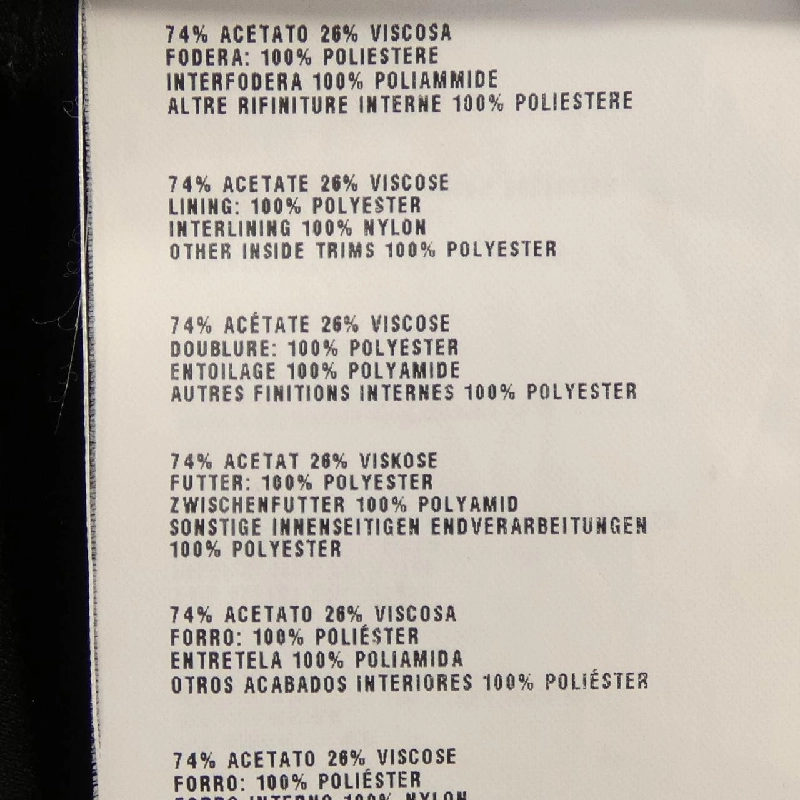 74% ACETATO 26% VISCOSA
FODERA: 100% POLIESTERE
INTERFODERA 100% POLIAMMIDE
ALTRE RIFINITURE INTERNE 100% POLIESTERE
74% ACETATE 26% VISCOSE
LINING: 100% POLYESTER
INTERLINING 100% NYLON
OTHER INSIDE TRIMS 100% POLYESTER
74% ACÉTATE 26% VISCOSE
DOUBLURE: 100% POLYESTER
ENTOILAGE 100% POLYAMIDE
AUTRES FINITIONS INTERNES 100% POLYESTER
74% ACETAT 26% VISKOSE
FUTTER: 100% POLYESTER
ZWISCHENFUTTER 100% POLYAMID
SONSTIGE INNENSEITIGEN ENDVERARBEITUNGEN
100% POLYESTER
74% ACETATO 26% VISCOSA
FORRO: 100% POLIÉSTER
ENTRETELA 100% POLIAMIDA
OTROS ACABADOS INTERIORES 100% POLIÉSTER
74% ACETATO 26% VISCOSE
FORRO: 100% POLIÉSTER
FORRO INTERNO 100% NYLON